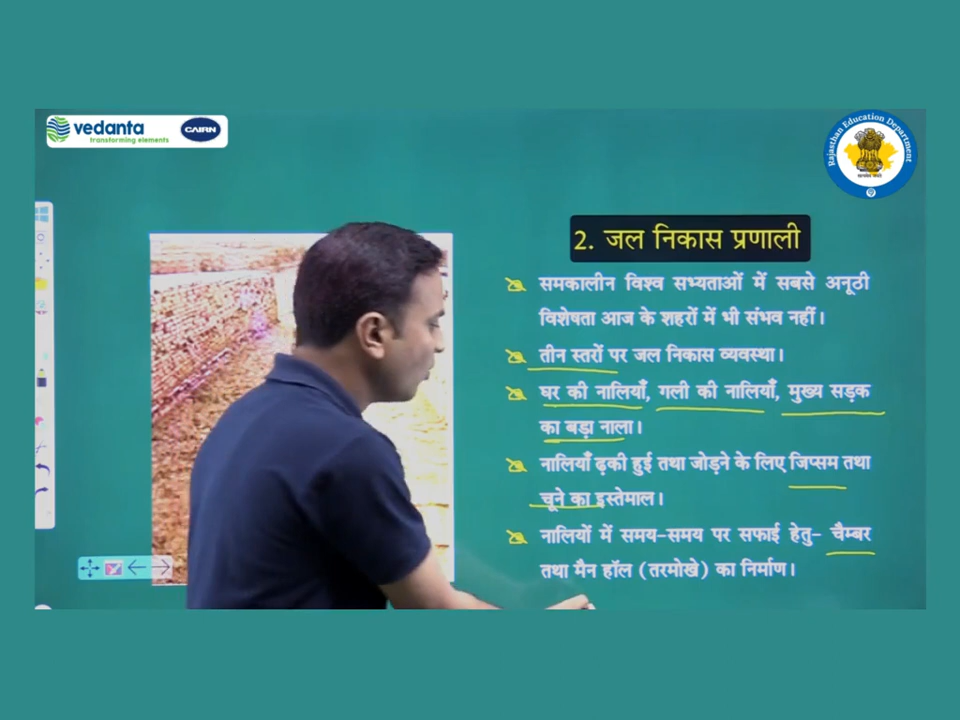 vedanta
transforming elements
CAIRN
Rajasthan Education Department
2. जल निकास प्रणाली
समकालीन विश्व सभ्यताओं में सबसे अनूठी
विशेषता आज के शहरों में भी संभव नहीं।
तीन स्तरों पर जल निकास व्यवस्था।
घर की नालियाँ, गली की नालियाँ, मुख्य सड़क
का बड़ा नाला।
नालियाँ ढ़की हुई तथा जोड़ने के लिए जिप्सम तथा
चूने का इस्तेमाल।
नालियों में समय-समय पर सफाई हेतु- चैम्बर
तथा मैन हॉल (तरमोखे) का निर्माण।